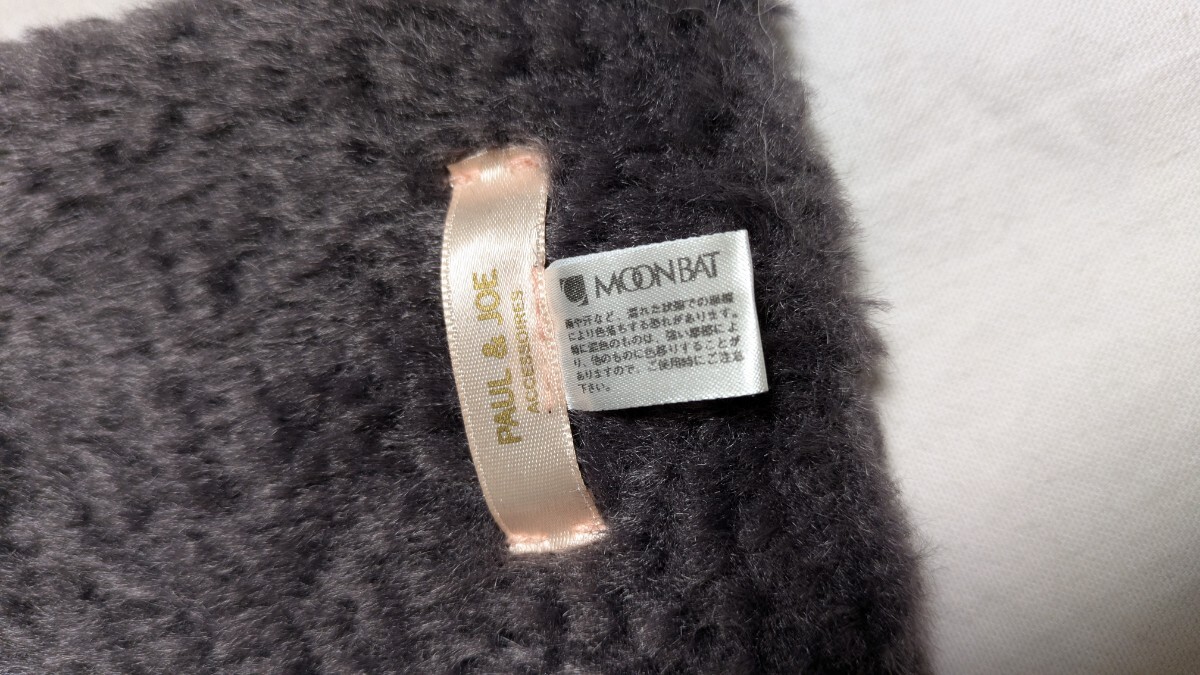 PAUL & JOE
ACCESSOIRES
MOONBAT
雨や汗など、濡れた状態での摩擦
により色落ちする恐れがあります。
特に濃色のものは、強い摩擦によ
り、他のものに色移りすることが
ありますので、ご使用時にご注意
下さい。